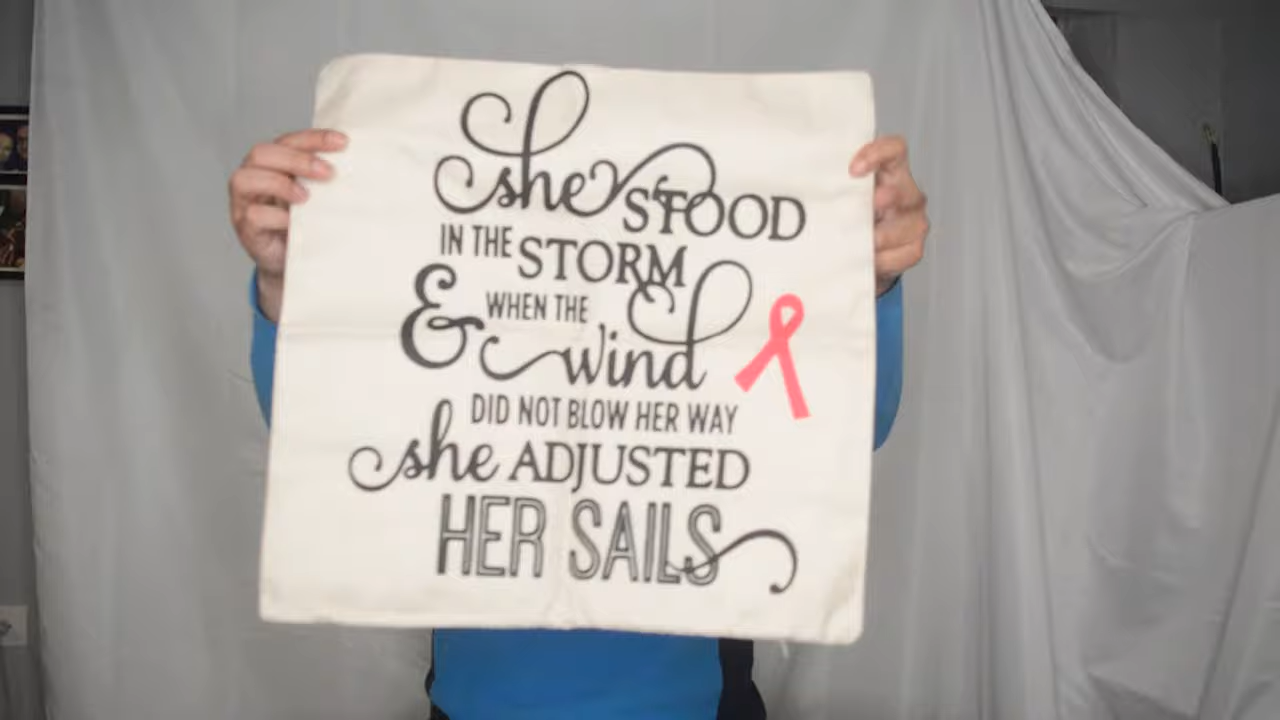 she STOOD
IN THE STORM
& WHEN THE
wind
DID NOT BLOW HER WAY
she ADJUSTED
HER SAILS